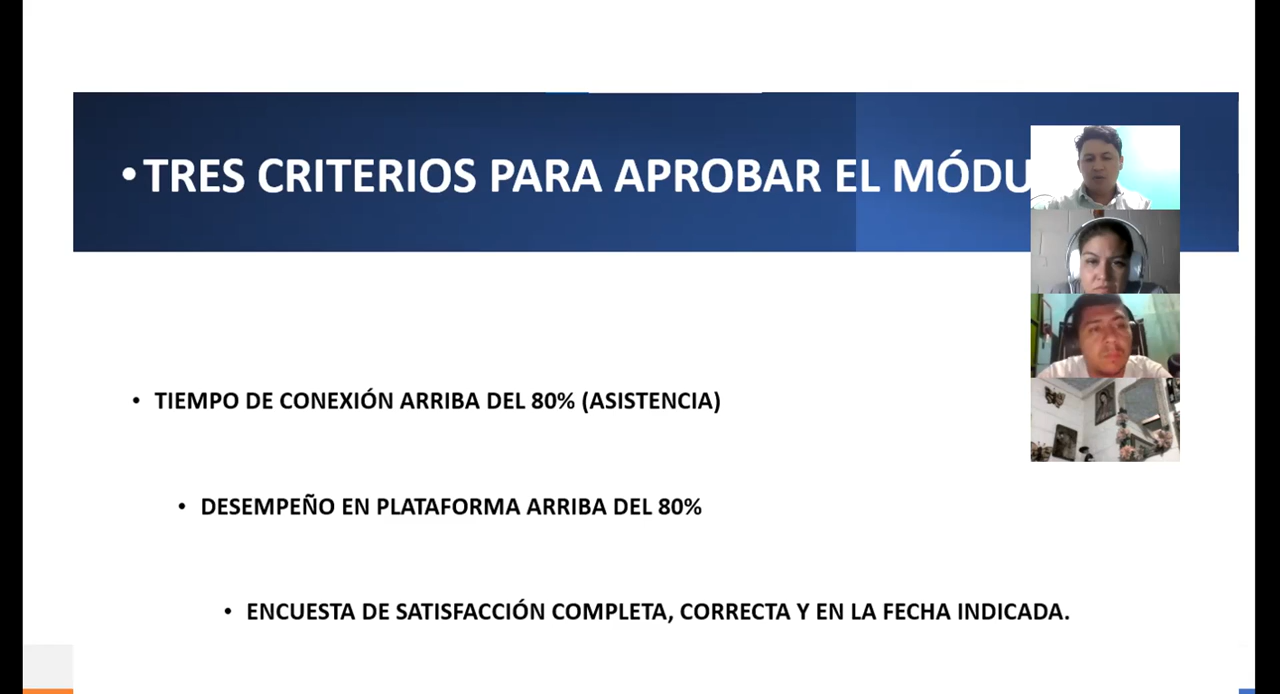 • TRES CRITERIOS PARA APROBAR EL MÓDU
• TIEMPO DE CONEXIÓN ARRIBA DEL 80% (ASISTENCIA)
• DESEMPEÑO EN PLATAFORMA ARRIBA DEL 80%
• ENCUESTA DE SATISFACCIÓN COMPLETA, CORRECTA Y EN LA FECHA INDICADA.